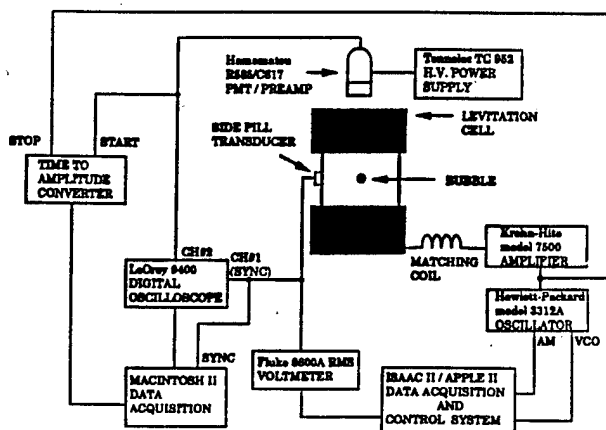 Hamamatsu
R585/C617
PMT / PREAMP
Tennelec TC 952
H.V. POWER
SUPPLY
LEVITATION
CELL
STOP
START
SIDE PILL
TRANSDUCER
TIME TO
AMPLITUDE
CONVERTER
BUBBLE
CH#2
CH#1
(SYNC)
LeCroy 9400
DIGITAL
OSCILLOSCOPE
MATCHING
COIL
Krohn-Hite
model 7500
AMPLIFIER
Hewlett-Packard
model 3312A
OSCILLATOR
AM
VCO
SYNC
Fluke 8600A RMS
VOLTMETER
MACINTOSH II
DATA
ACQUISITION
ISAAC II / APPLE II
DATA ACQUISITION
AND
CONTROL SYSTEM